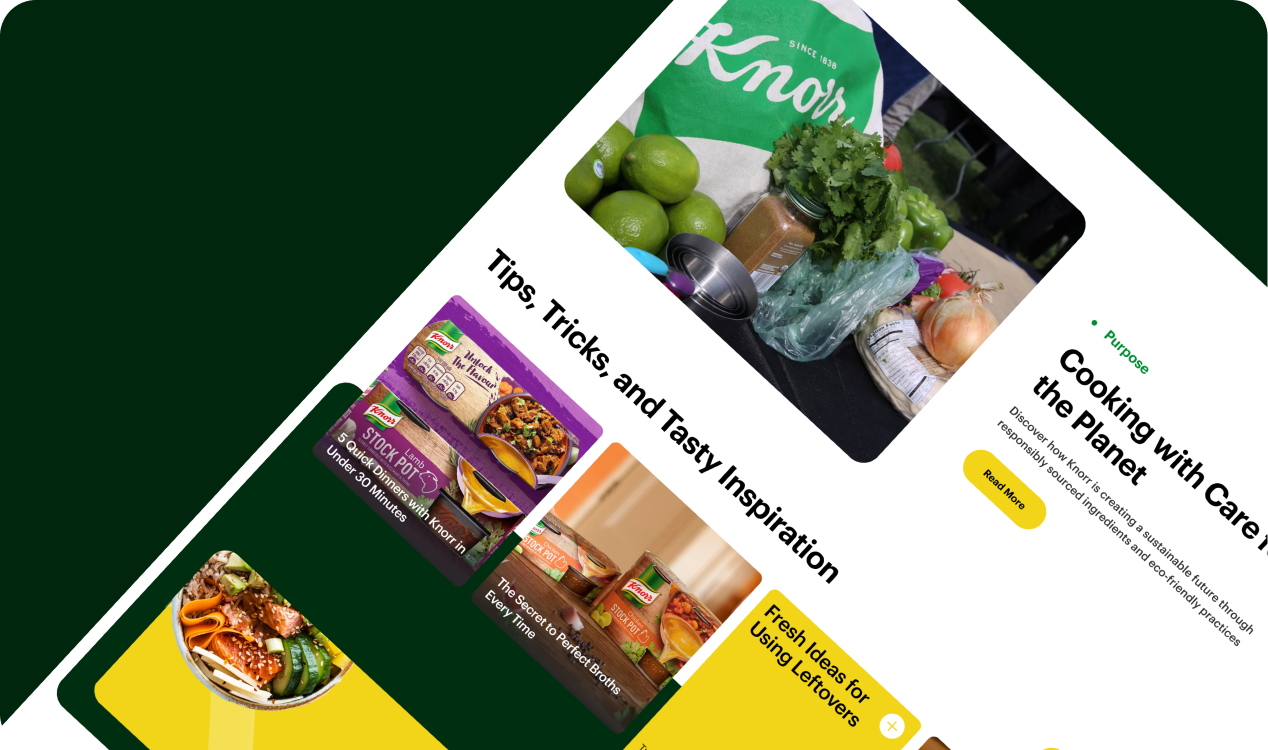 Knorr
SINCE 1838
• Purpose
Cooking with Care f
the Planet
Discover how Knorr is creating a sustainable future through
responsibly sourced ingredients and eco-friendly practices
Read More
Tips, Tricks, and Tasty Inspiration
Knorr
Unlock
The Flavour
Knorr
Lamb
STOCK POT
5 Quick Dinners with Knorr in
Under 30 Minutes
STOCK POT
Knorr
STOCK POT
The Secret to Perfect Broths
Every Time
Fresh Ideas for
Using Leftovers